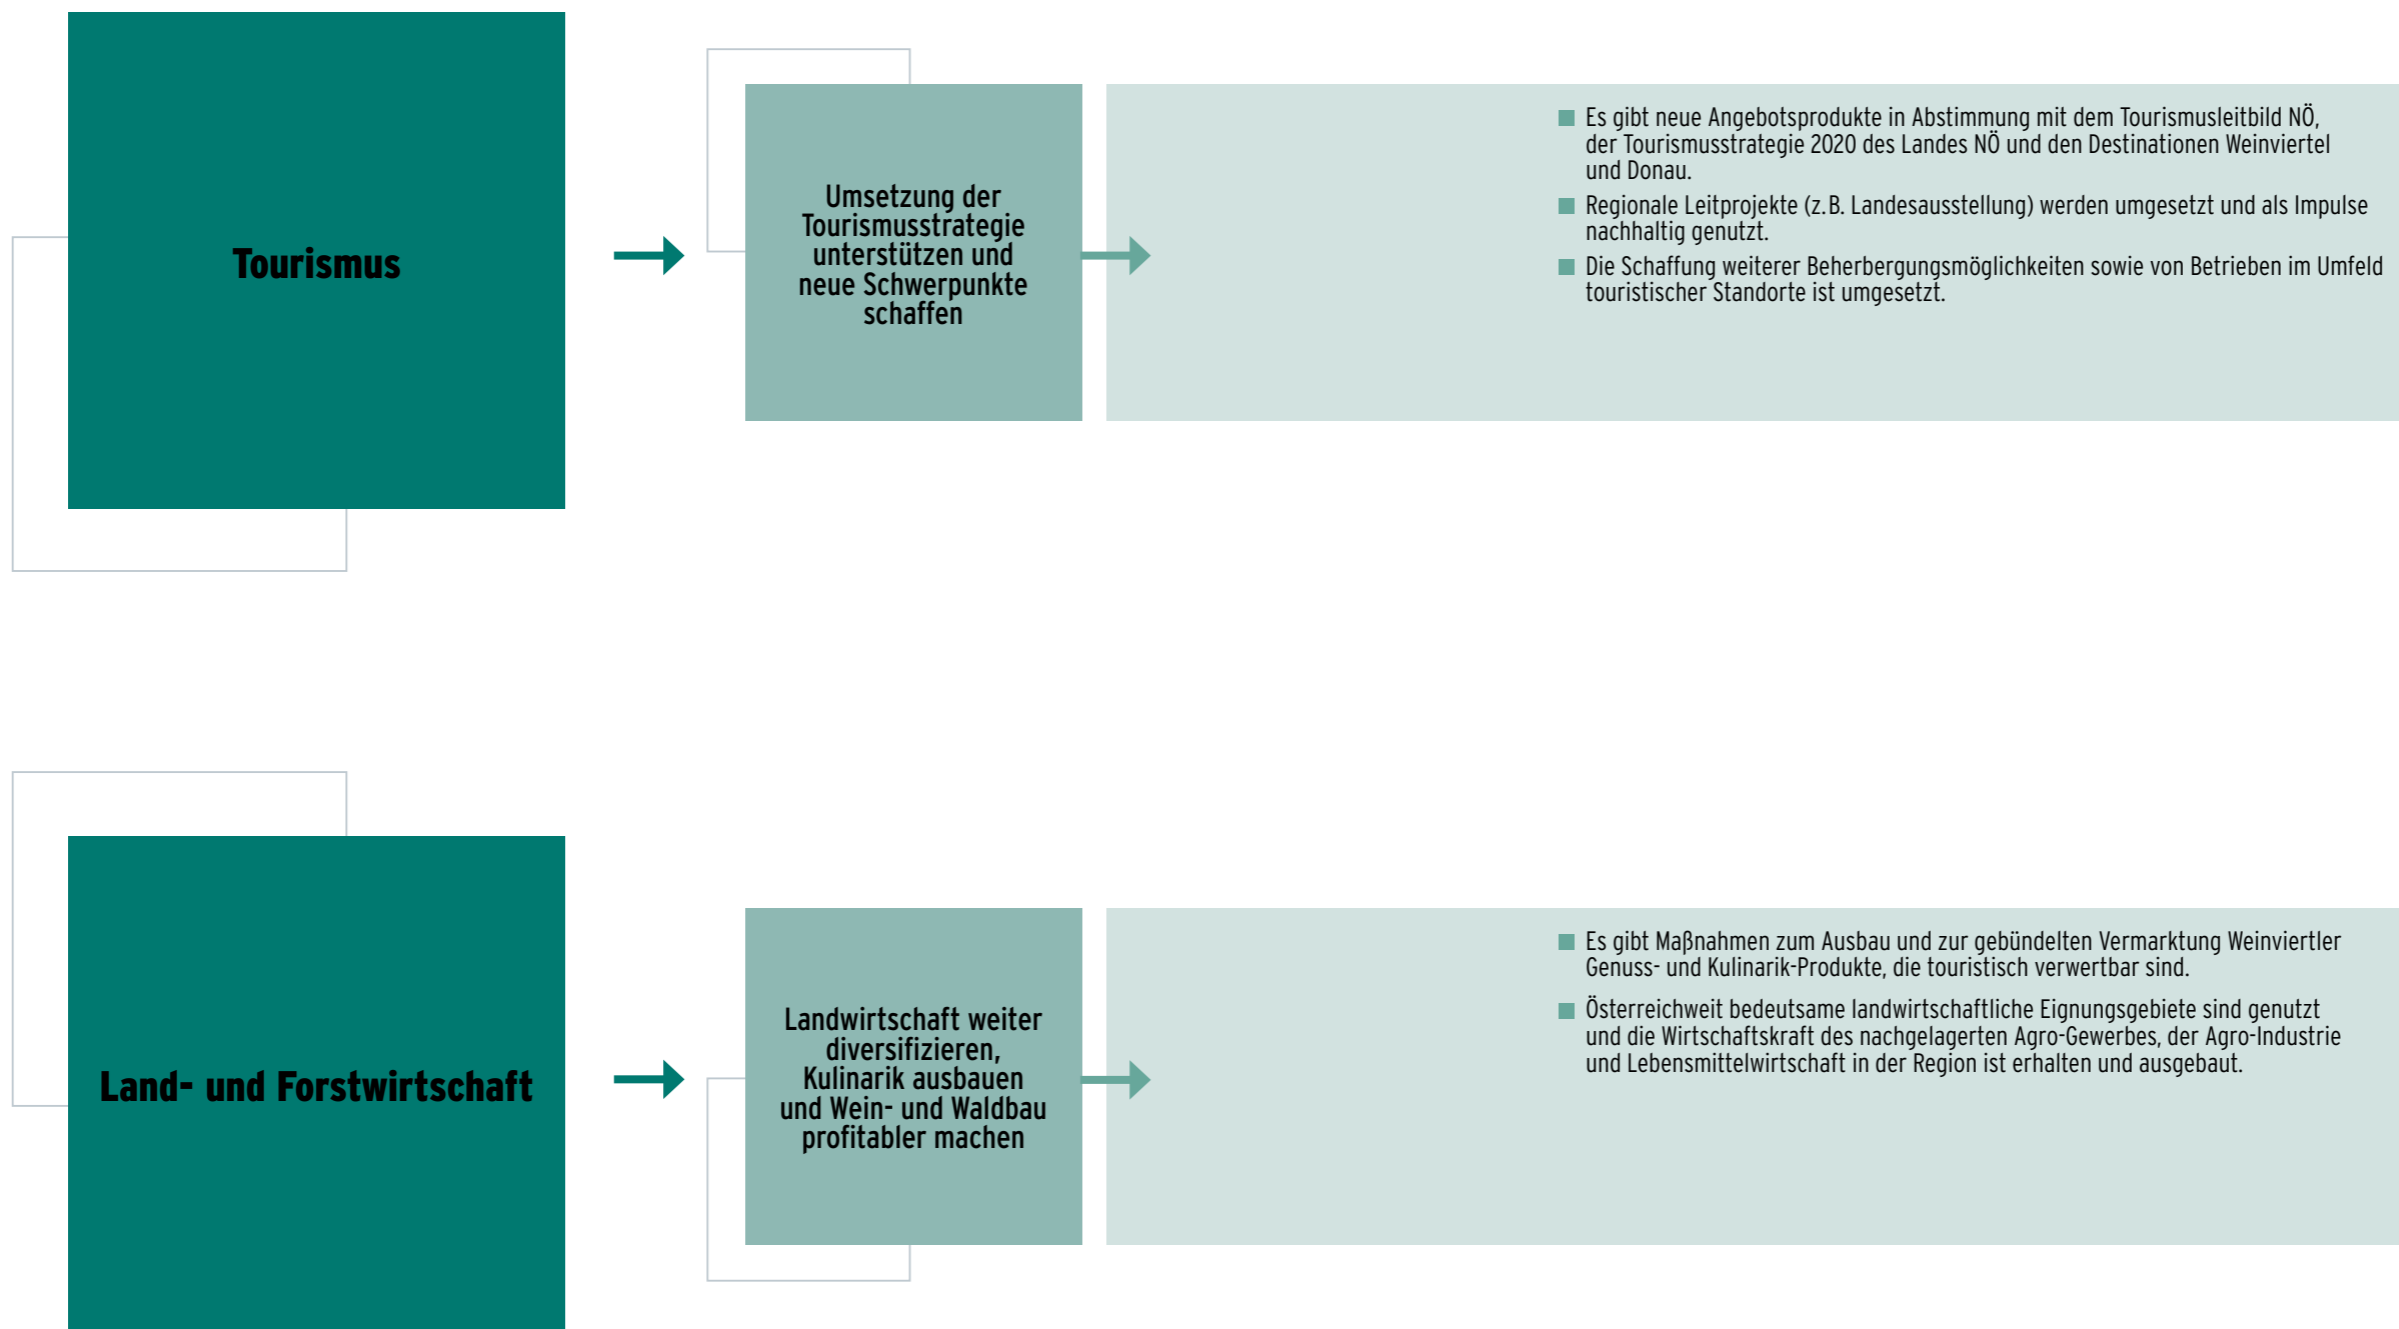 Tourismus
Umsetzung der
Tourismusstrategie
unterstützen und
neue Schwerpunkte
schaffen
Es gibt neue Angebotsprodukte in Abstimmung mit dem Tourismusleitbild NÖ,
der Tourismusstrategie 2020 des Landes NÖ und den Destinationen Weinviertel
und Donau.
Regionale Leitprojekte (z.B. Landesausstellung) werden umgesetzt und als Impulse
nachhaltig genutzt.
Die Schaffung weiterer Beherbergungsmöglichkeiten sowie von Betrieben im Umfeld
touristischer Standorte ist umgesetzt.
Land- und Forstwirtschaft
Landwirtschaft weiter
diversifizieren,
Kulinarik ausbauen
und Wein- und Waldbau
profitabler machen
Es gibt Maßnahmen zum Ausbau und zur gebündelten Vermarktung Weinviertler
Genuss- und Kulinarik-Produkte, die touristisch verwertbar sind.
Österreichweit bedeutsame landwirtschaftliche Eignungsgebiete sind genutzt
und die Wirtschaftskraft des nachgelagerten Agro-Gewerbes, der Agro-Industrie
und Lebensmittelwirtschaft in der Region ist erhalten und ausgebaut.